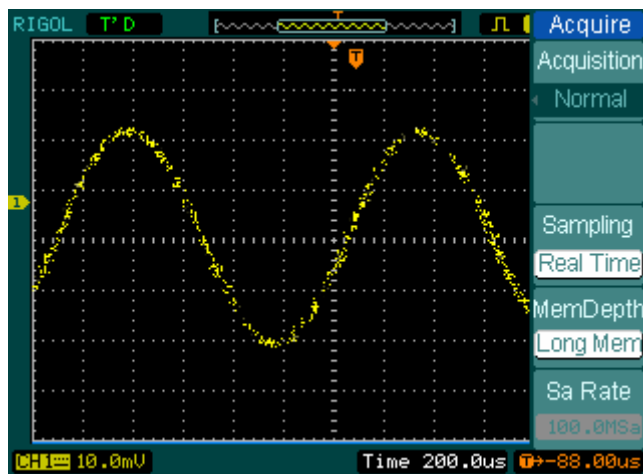 RIGOL T'D
T
Acquire
Acquisition
Normal
T
1
Sampling
Real Time
MemDepth
Long Mem
Sa Rate
100.0MSa
CH1 10.0mV Time 200.0us T→-88.00us